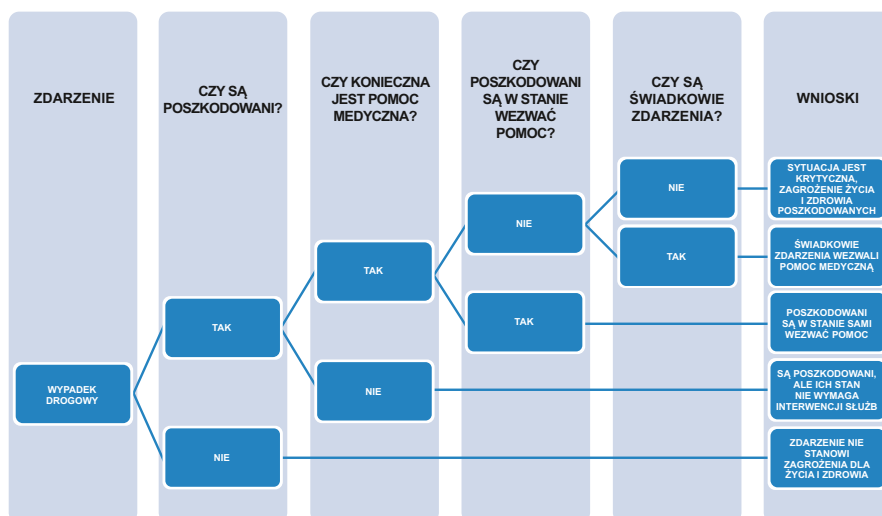 ZDARZENIE
CZY SĄ
POSZKODOWANI?
CZY KONIECZNA
JEST POMOC
MEDYCZNA?
CZY
POSZKODOWANI
SĄ W STANIE
WEZWAĆ
POMOC?
CZY SĄ
ŚWIADKOWIE
ZDARZENIA?
WNIOSKI
WYPADEK
DROGOWY
TAK
NIE
TAK
NIE
NIE
TAK
NIE
TAK
SYTUACJA JEST
KRYTYCZNA,
ZAGROŻENIE ŻYCIA
I ZDROWIA
POSZKODOWANYCH
ŚWIADKOWIE
ZDARZENIA WEZWALI
POMOC MEDYCZNĄ
POSZKODOWANI
SĄ W STANIE SAMI
WEZWAĆ POMOC
SĄ POSZKODOWANI,
ALE ICH STAN
NIE WYMAGA
INTERWENCJI SŁUŻB
ZDARZENIE NIE
STANOWI
ZAGROŻENIA DLA
ŻYCIA I ZDROWIA